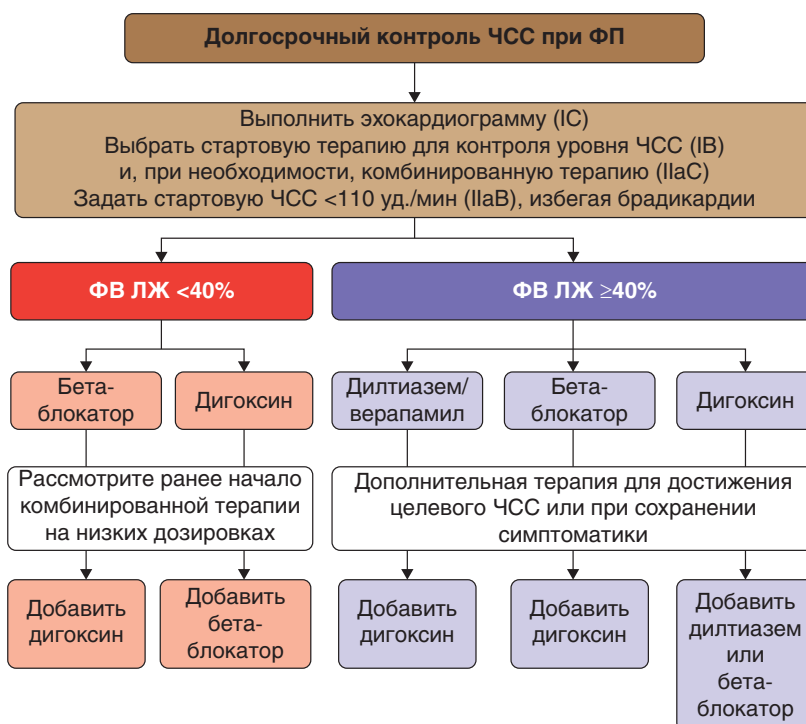 Долгосрочный контроль ЧСС при ФП
Выполнить эхокардиограмму (IC)
Выбрать стартовую терапию для контроля уровня ЧСС (IB)
и, при необходимости, комбинированную терапию (IIaC)
Задать стартовую ЧСС <110 уд./мин (IIaB), избегая брадикардии
ФВ ЛЖ <40%
ФВ ЛЖ ≥40%
Бета-
блокатор
Дигоксин
Дилтиазем/
верапамил
Бета-
блокатор
Дигоксин
Рассмотрите ранее начало
комбинированной терапии
на низких дозировках
Дополнительная терапия для достижения
целевого ЧСС или при сохранении
симптоматики
Добавить
дигоксин
Добавить
бета-
блокатор
Добавить
дигоксин
Добавить
дигоксин
Добавить
дилтиазем
или
бета-
блокатор